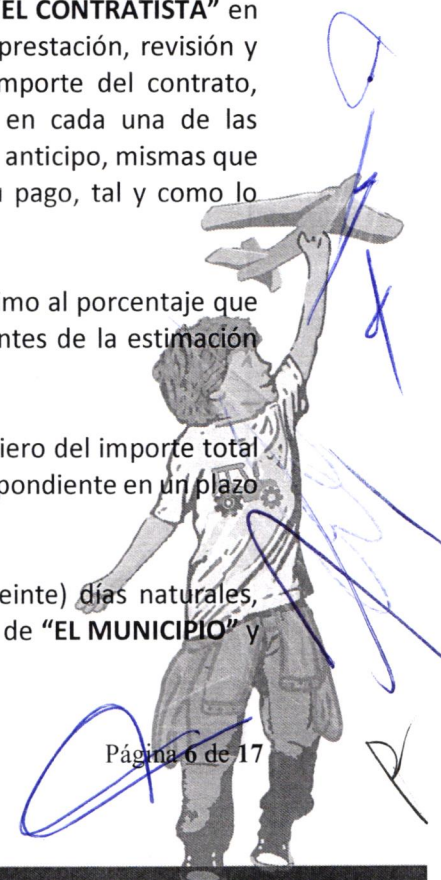 EL CONTRATISTA” en
prestación, revisión y
mporte del contrato,
en cada una de las
anticipo, mismas que
pago, tal y como lo
imo al porcentaje que
ntes de la estimación
iero del importe total
pondiente en un plazo
einte) días naturales,
de “EL MUNICIPIO” y
Página 6 de 17